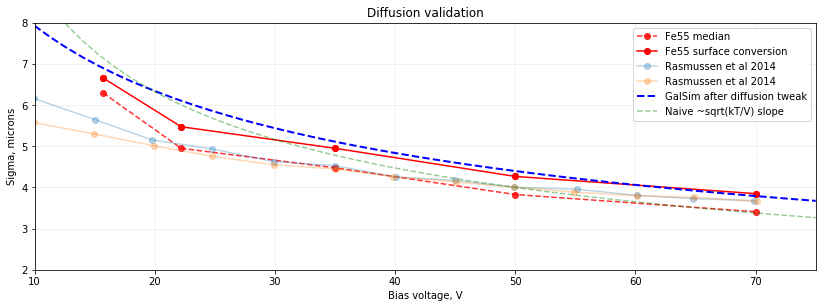 Diffusion validation
8
7
6
5
4
3
2
Sigma, microns
Fe55 median
Fe55 surface conversion
Rasmussen et al 2014
Rasmussen et al 2014
GalSim after diffusion tweak
Naive ~sqrt(kT/V) slope
10
20
30
40
50
60
70
Bias voltage, V